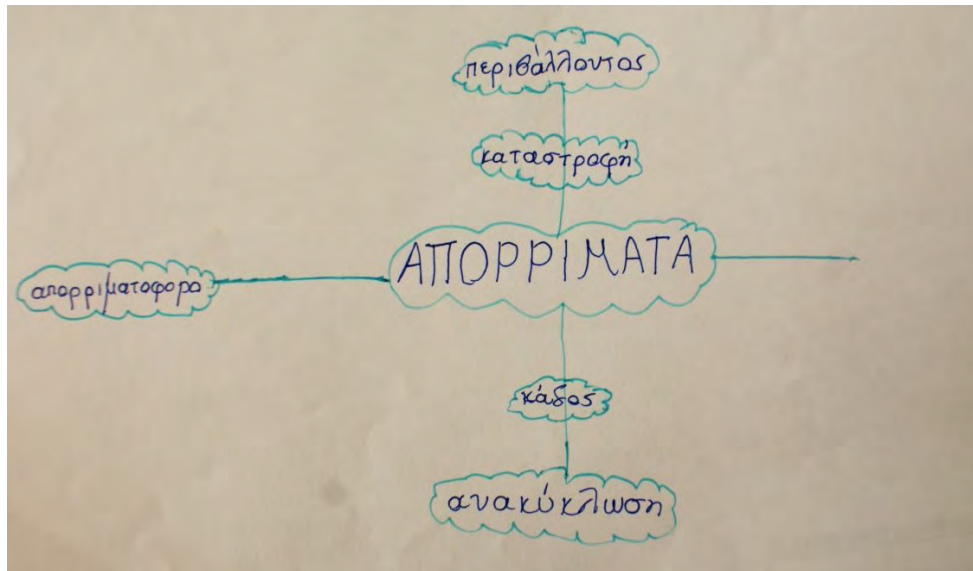 περιβάλλοντος
καταστροφή
ΑΠΟΡΡΙΜΑΤΑ
απορριματοφορο
κάδος
ανακύκλωση